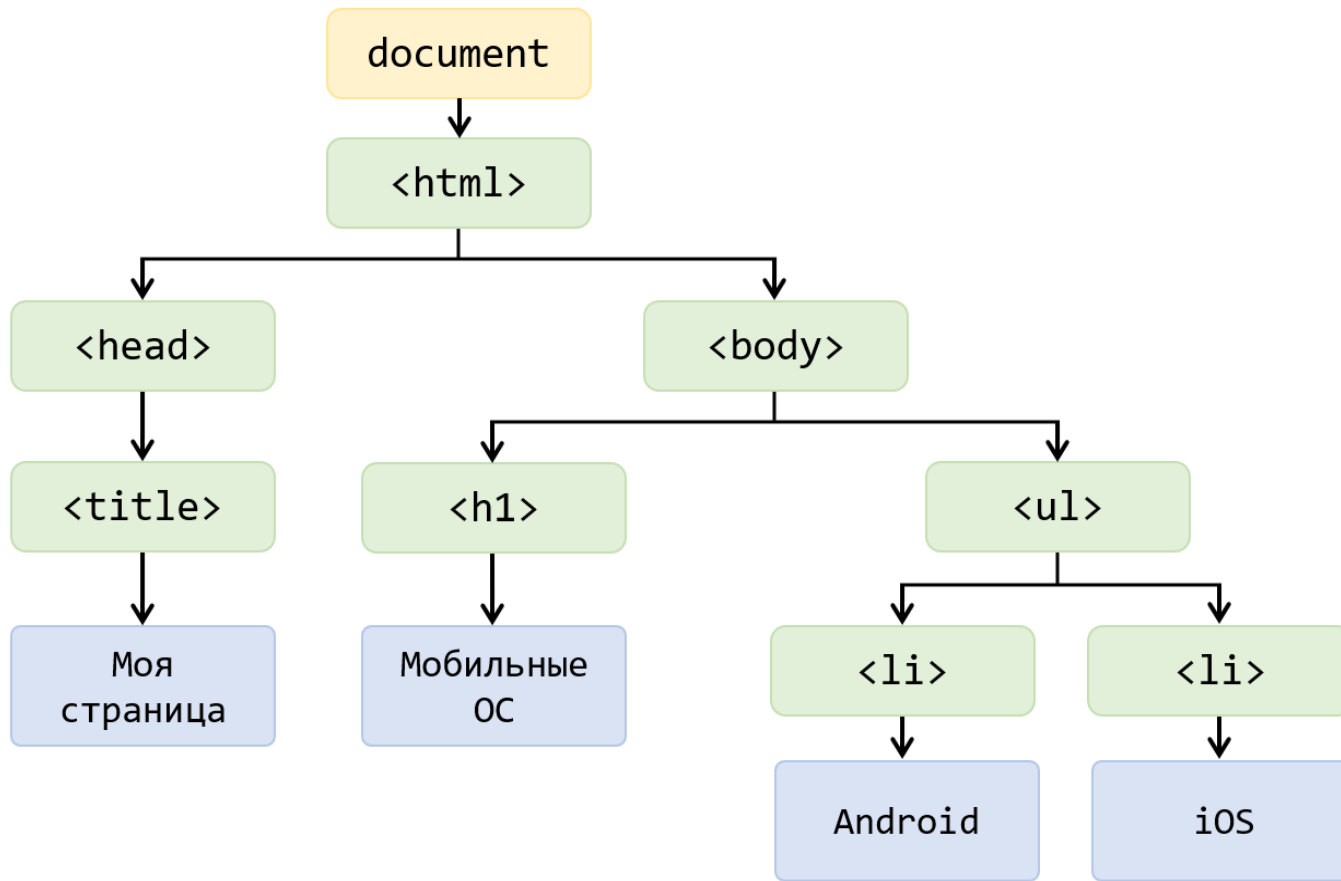 document
<html>
<head>
<body>
<title>
<h1>
<ul>
Моя
страница
Мобильные
ОС
<li>
<li>
Android
iOS